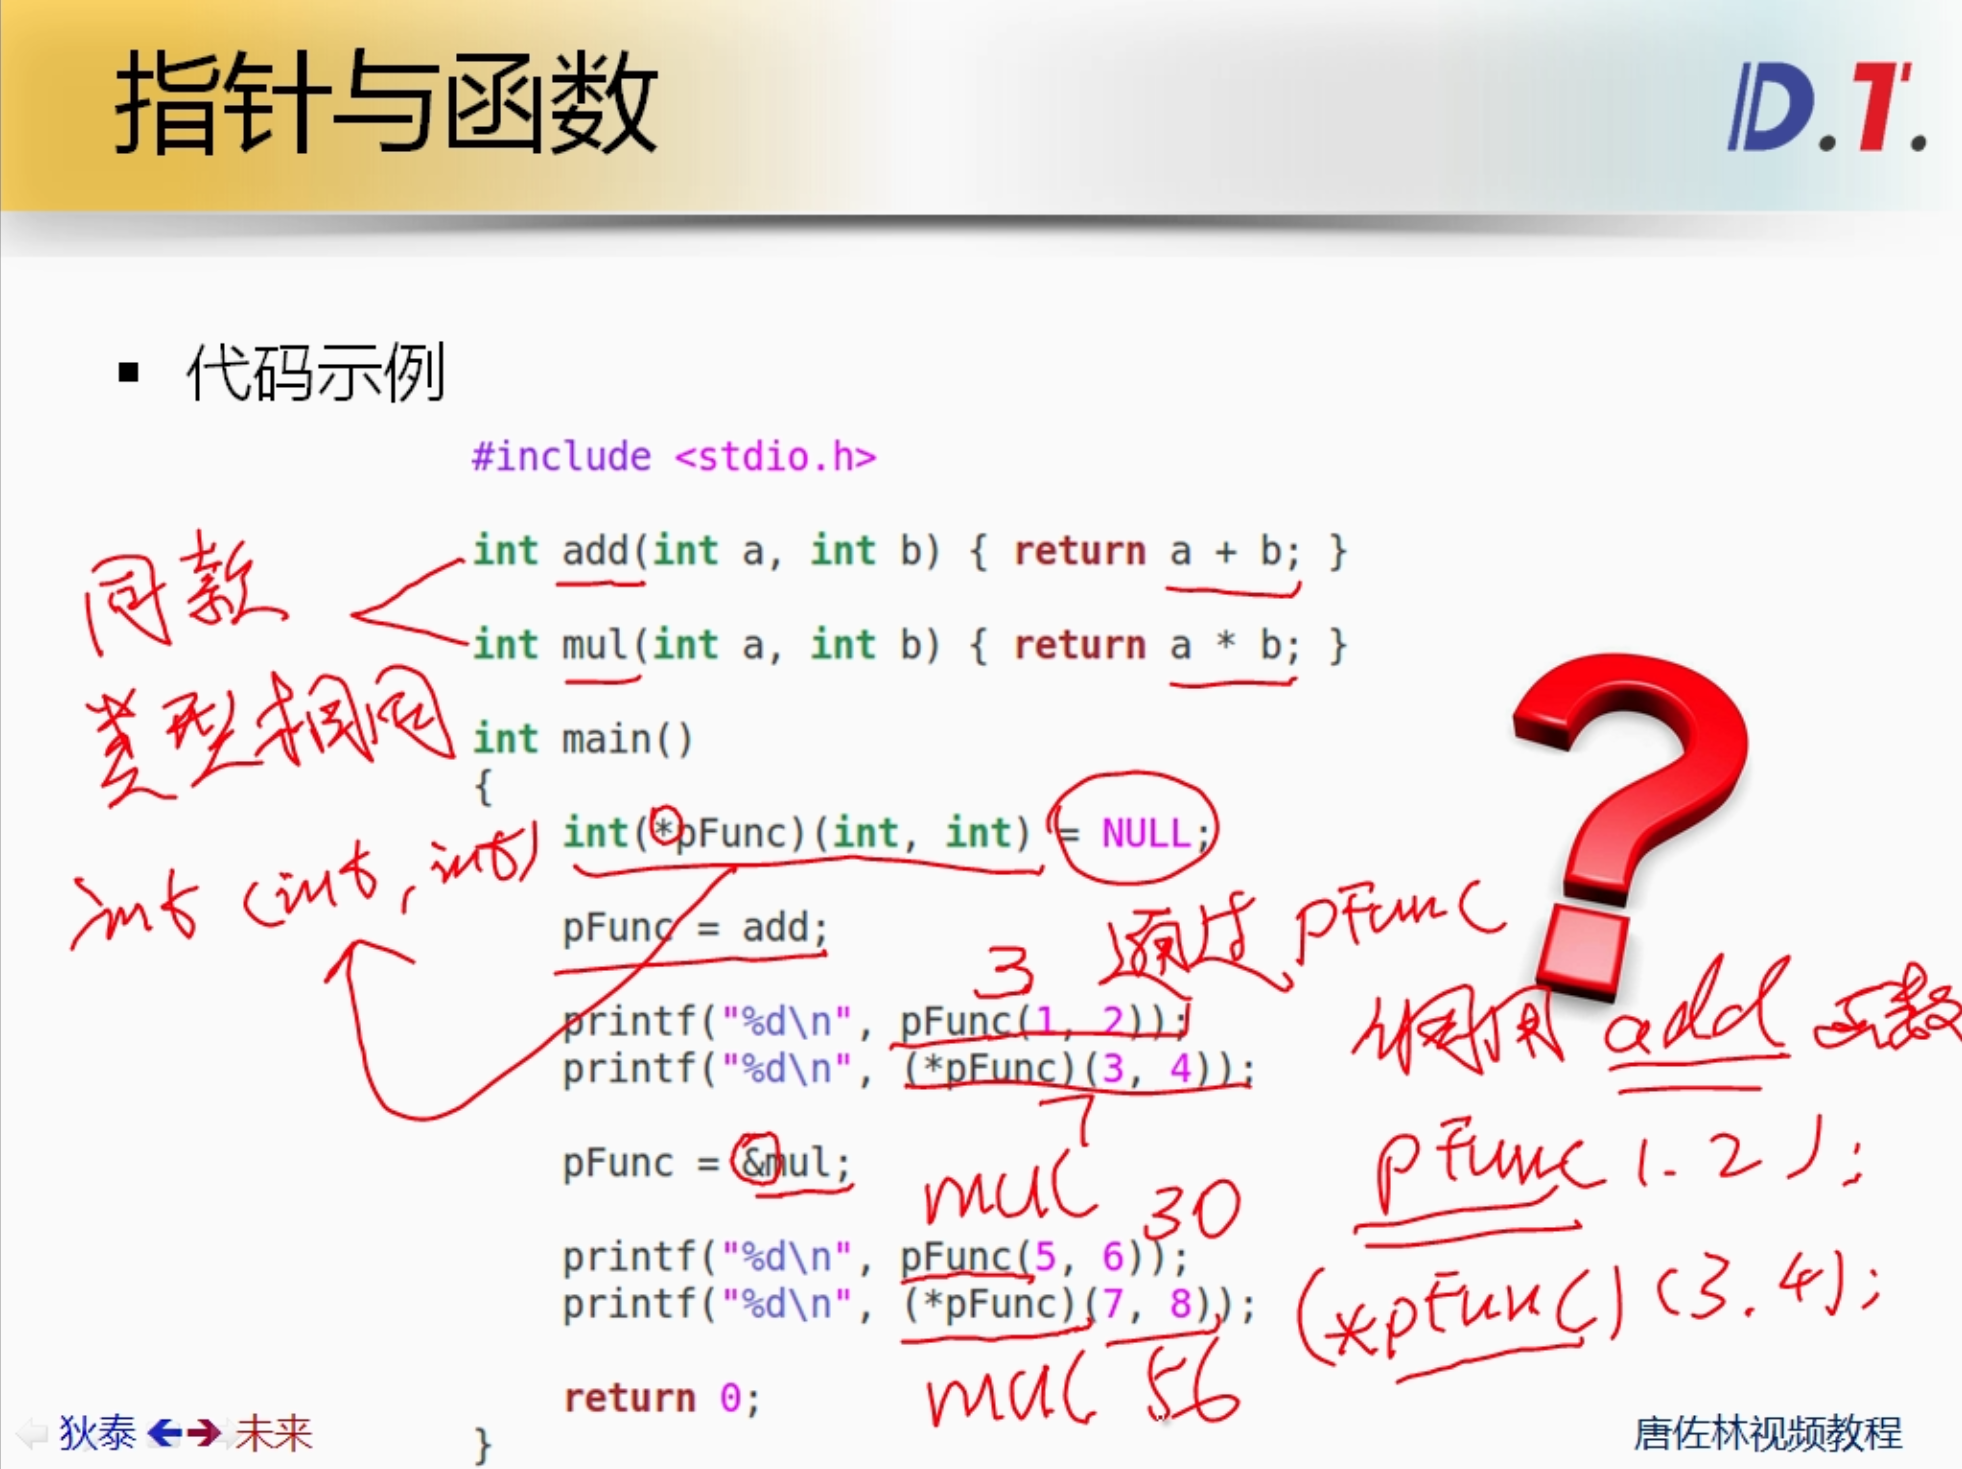 指针与函数
D.T.
▪ 代码示例
#include <stdio.h>
int add(int a, int b) { return a + b; }
同款
int mul(int a, int b) { return a * b; }
类型相同
int main()
{
int(*pFunc)(int, int) = NULL;
int (int, int)
pFunc = add;
3 通过 pFunc
调用 add 函数
printf("%d\n", pFunc(1, 2));
printf("%d\n", (*pFunc)(3, 4));
7
pFunc = &mul;
pFunc(1.2);
mul 30
printf("%d\n", pFunc(5, 6));
printf("%d\n", (*pFunc)(7, 8));
(*pFunc)(3.4);
mul 56
return 0;
}
狄泰 未来
唐佐林视频教程